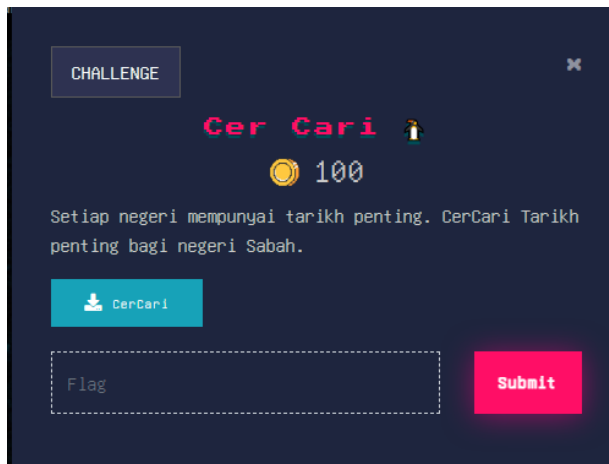 CHALLENGE
×
Cer Cari
100
Setiap negeri mempunyai tarikh penting. CerCari Tarikh
penting bagi negeri Sabah.
CerCari
Flag
Submit